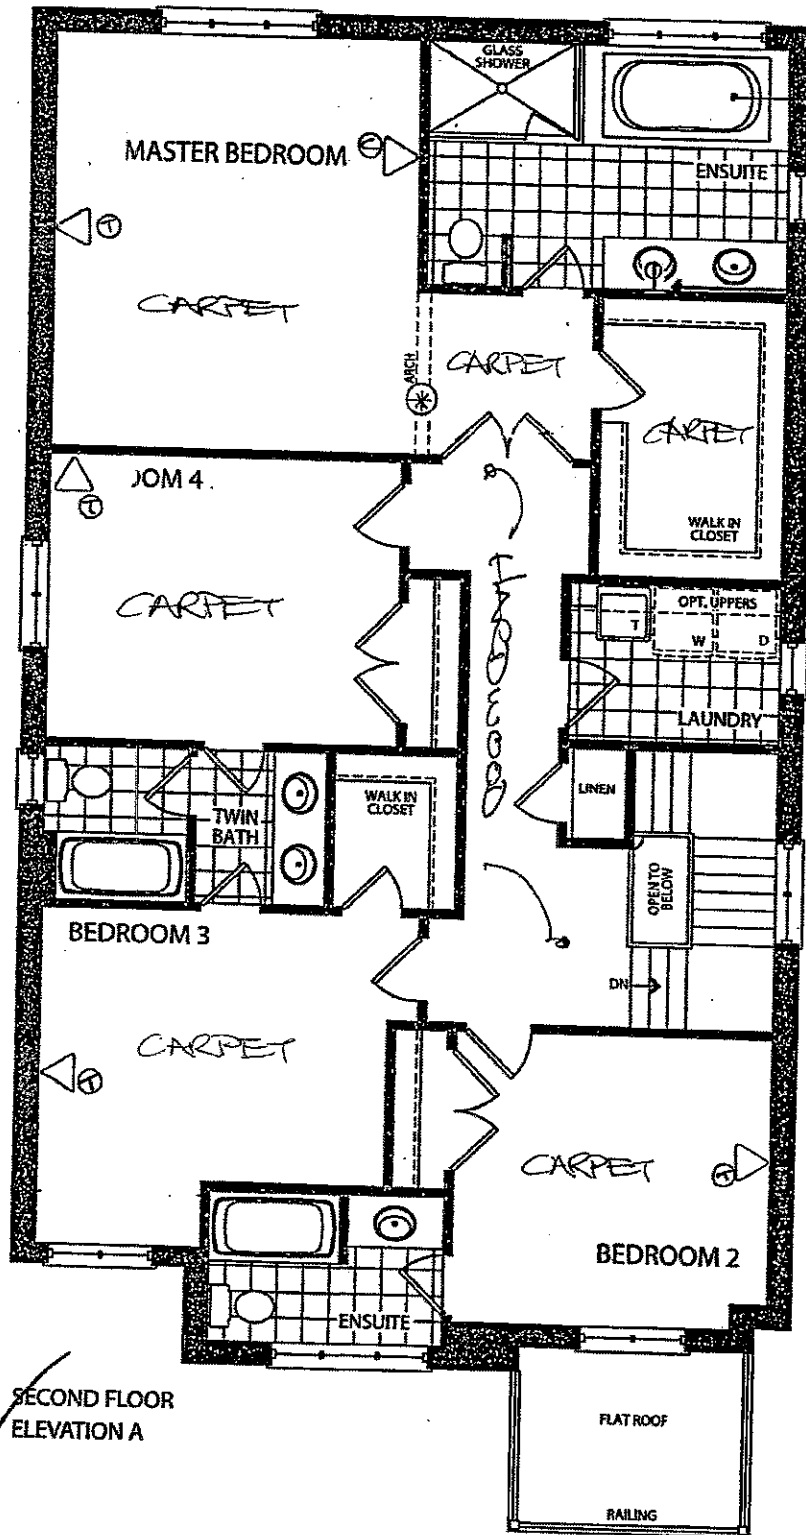 GLASS
SHOWER
MASTER BEDROOM
C
ENSUITE
T
CARPET
ARCH
CARPET
CARPET
WALK IN
CLOSET
OOM 4
T
CARPET
HARDWOOD
OPT. UPPERS
T
W
D
LAUNDRY
LINEN
TWIN
BATH
WALK IN
CLOSET
OPEN TO
BELOW
BEDROOM 3
DN
CARPET
T
CARPET
T
BEDROOM 2
ENSUITE
SECOND FLOOR
ELEVATION A
FLAT ROOF
RAILING